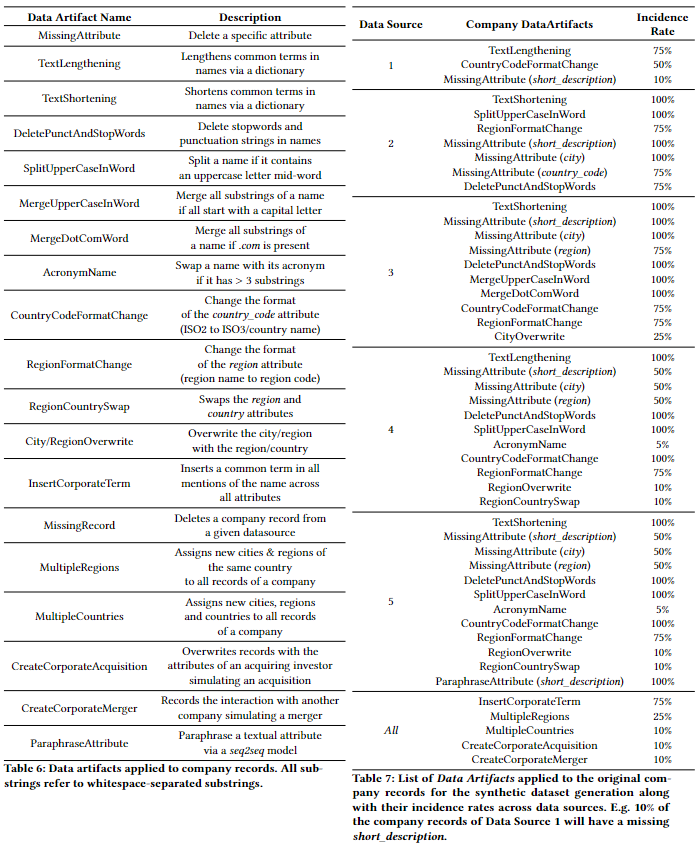 Data Artifact Name Description
MissingAttribute Delete a specific attribute
TextLengthening Lengthens common terms in
names via a dictionary
TextShortening Shortens common terms in
names via a dictionary
DeletePunctAndStopWords Delete stopwords and
punctuation strings in names
SplitUpperCaseInWord Split a name if it contains
an uppercase letter mid-word
MergeUpperCaseInWord Merge all substrings of a name
if all start with a capital letter
MergeDotComWord Merge all substrings of
a name if .com is present
AcronymName Swap a name with its acronym
if it has > 3 substrings
CountryCodeFormatChange Change the format
of the country_code attribute
(ISO2 to ISO3/country name)
RegionFormatChange Change the format
of the region attribute
(region name to region code)
RegionCountrySwap Swaps the region and
country attributes
City/RegionOverwrite Overwrite the city/region
with the region/country
InsertCorporateTerm Inserts a common term in all
mentions of the name across
all attributes
MissingRecord Deletes a company record from
a given datasource
MultipleRegions Assigns new cities & regions of
the same country
to all records of a company
MultipleCountries Assigns new cities, regions
and countries to all records
of a company
CreateCorporateAcquisition Overwrites records with the
attributes of an acquiring investor
simulating an acquisition
CreateCorporateMerger Records the interaction with another
company simulating a merger
ParaphraseAttribute Paraphrase a textual attribute
via a seq2seq model
Table 6: Data artifacts applied to company records. All sub-
strings refer to whitespace-separated substrings.
Data Source Company DataArtifacts Incidence
Rate
1
TextLengthening 75%
CountryCodeFormatChange 50%
MissingAttribute (short_description) 10%
2
TextShortening 100%
SplitUpperCaseInWord 100%
RegionFormatChange 75%
MissingAttribute (short_description) 100%
MissingAttribute (city) 100%
MissingAttribute (country_code) 75%
DeletePunctAndStopWords 75%
3
TextShortening 100%
MissingAttribute (short_description) 100%
MissingAttribute (city) 100%
MissingAttribute (region) 75%
DeletePunctAndStopWords 100%
MergeUpperCaseInWord 100%
MergeDotComWord 100%
CountryCodeFormatChange 75%
RegionFormatChange 75%
CityOverwrite 25%
4
TextLengthening 100%
MissingAttribute (short_description) 50%
MissingAttribute (city) 50%
MissingAttribute (region) 50%
DeletePunctAndStopWords 100%
SplitUpperCaseInWord 100%
AcronymName 5%
CountryCodeFormatChange 100%
RegionFormatChange 75%
RegionOverwrite 10%
RegionCountrySwap 10%
5
TextShortening 100%
MissingAttribute (short_description) 50%
MissingAttribute (city) 50%
MissingAttribute (region) 50%
DeletePunctAndStopWords 100%
SplitUpperCaseInWord 100%
AcronymName 5%
CountryCodeFormatChange 100%
RegionFormatChange 75%
RegionOverwrite 10%
RegionCountrySwap 10%
ParaphraseAttribute (short_description) 100%
All
InsertCorporateTerm 75%
MultipleRegions 25%
MultipleCountries 10%
CreateCorporateAcquisition 10%
CreateCorporateMerger 10%
Table 7: List of Data Artifacts applied to the original com-
pany records for the synthetic dataset generation along
with their incidence rates across data sources. E.g. 10% of
the company records of Data Source 1 will have a missing
short_description.